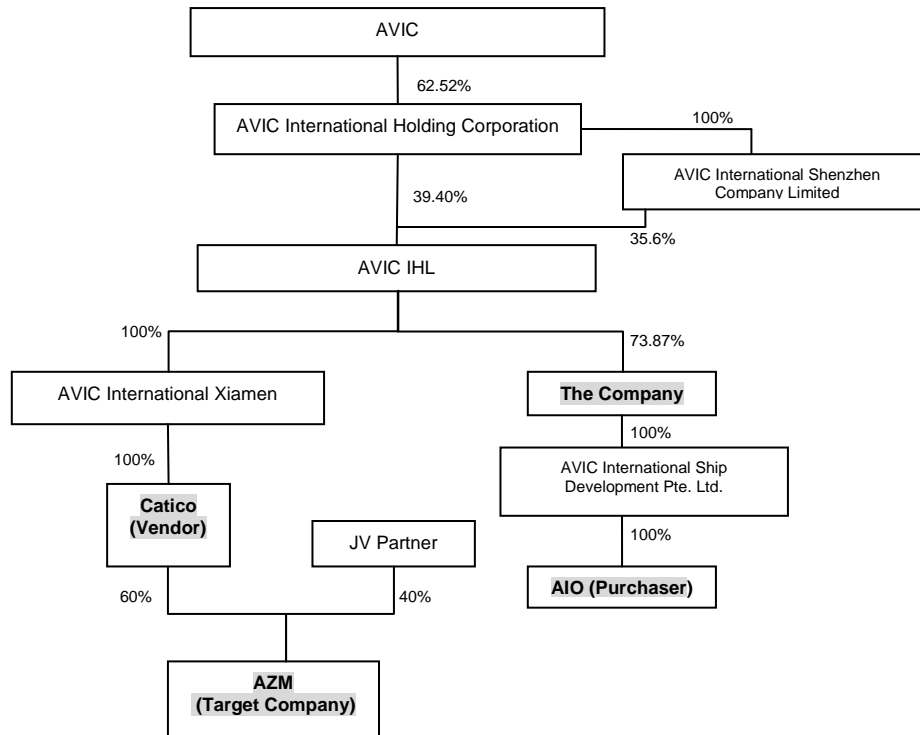 AVIC
62.52%
AVIC International Holding Corporation
100%
AVIC International Shenzhen
Company Limited
39.40%
35.6%
AVIC IHL
100%
73.87%
AVIC International Xiamen
The Company
100%
100%
AVIC International Ship
Development Pte. Ltd.
Catico
(Vendor)
JV Partner
100%
AIO (Purchaser)
60%
40%
AZM
(Target Company)